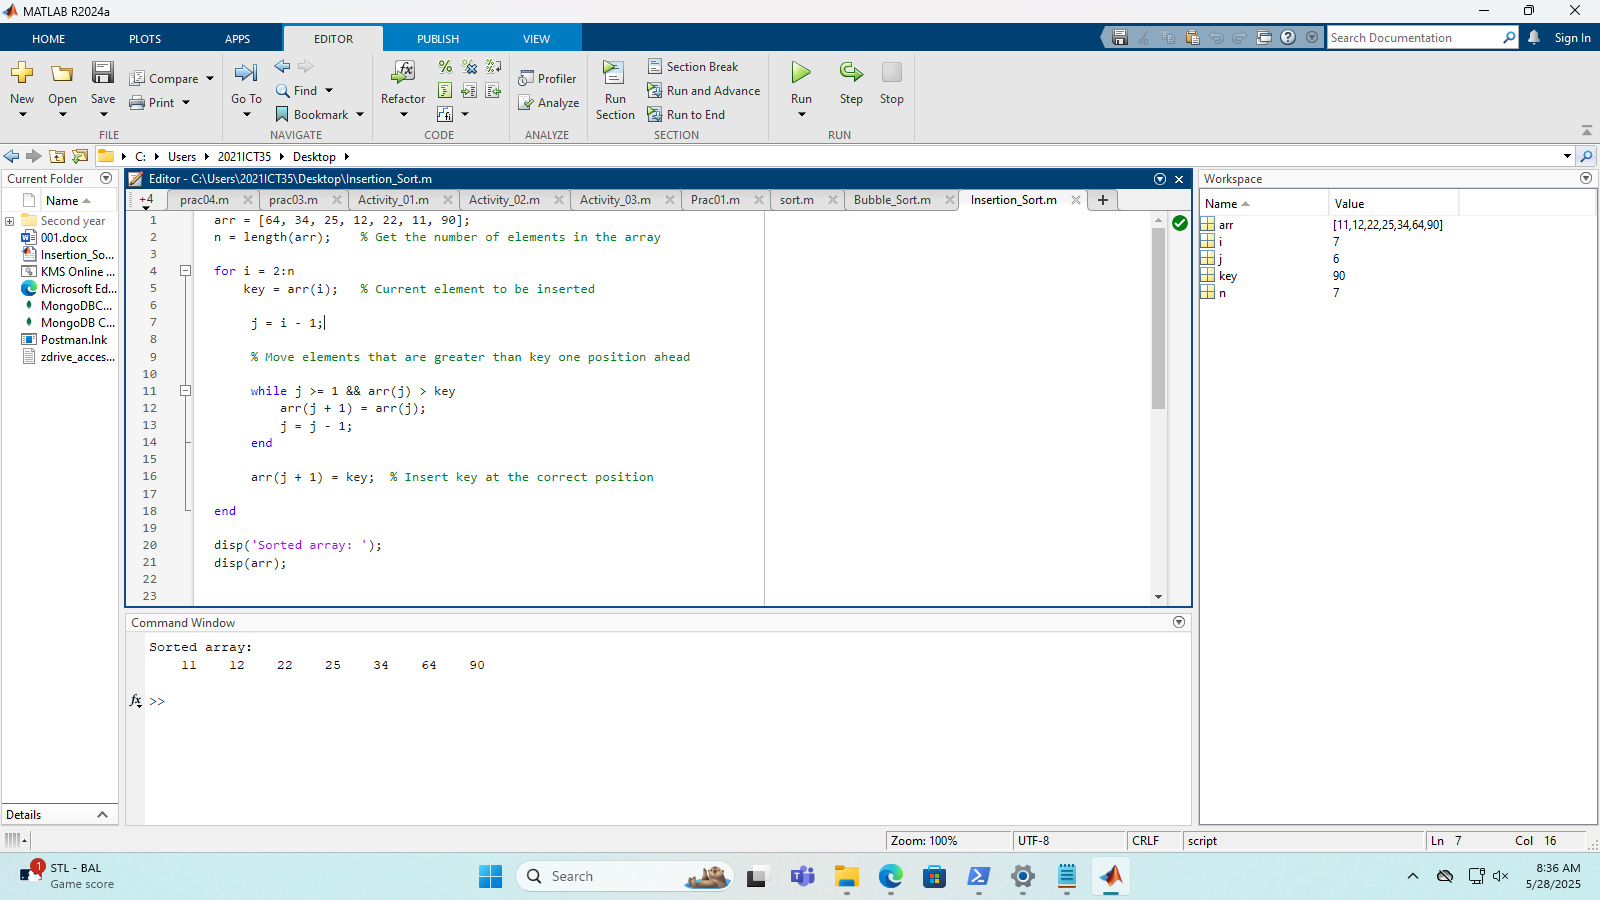 MATLAB R2024a
HOME PLOTS APPS EDITOR PUBLISH VIEW
Search Documentation
Sign In
New Open Save Compare Print
FILE
Go To Find Bookmark
NAVIGATE
Refactor
CODE
Profiler
Analyze
ANALYZE
Run Section
Section Break
Run and Advance
Run to End
SECTION
Run Step Stop
RUN
C: Users 2021ICT35 Desktop
Current Folder
Name
Second year
001.docx
Insertion_So...
KMS Online ...
Microsoft Ed...
MongoDBC...
MongoDB C...
Postman.lnk
zdrive_acces...
Details
Editor - C:\Users\2021ICT35\Desktop\Insertion_Sort.m
+4 prac04.m prac03.m Activity_01.m Activity_02.m Activity_03.m Prac01.m sort.m Bubble_Sort.m Insertion_Sort.m
1 arr = [64, 34, 25, 12, 22, 11, 90];
2 n = length(arr); % Get the number of elements in the array
3
4 for i = 2:n
5 key = arr(i); % Current element to be inserted
6
7 j = i - 1;
8
9 % Move elements that are greater than key one position ahead
10
11 while j >= 1 && arr(j) > key
12 arr(j + 1) = arr(j);
13 j = j - 1;
14 end
15
16 arr(j + 1) = key; % Insert key at the correct position
17
18 end
19
20 disp('Sorted array: ');
21 disp(arr);
22
23
Command Window
Sorted array:
11 12 22 25 34 64 90
fx >>
Workspace
Name Value
arr [11,12,22,25,34,64,90]
i 7
j 6
key 90
n 7
Zoom: 100% UTF-8 CRLF script Ln 7 Col 16
1
STL - BAL
Game score
Search
8:36 AM
5/28/2025